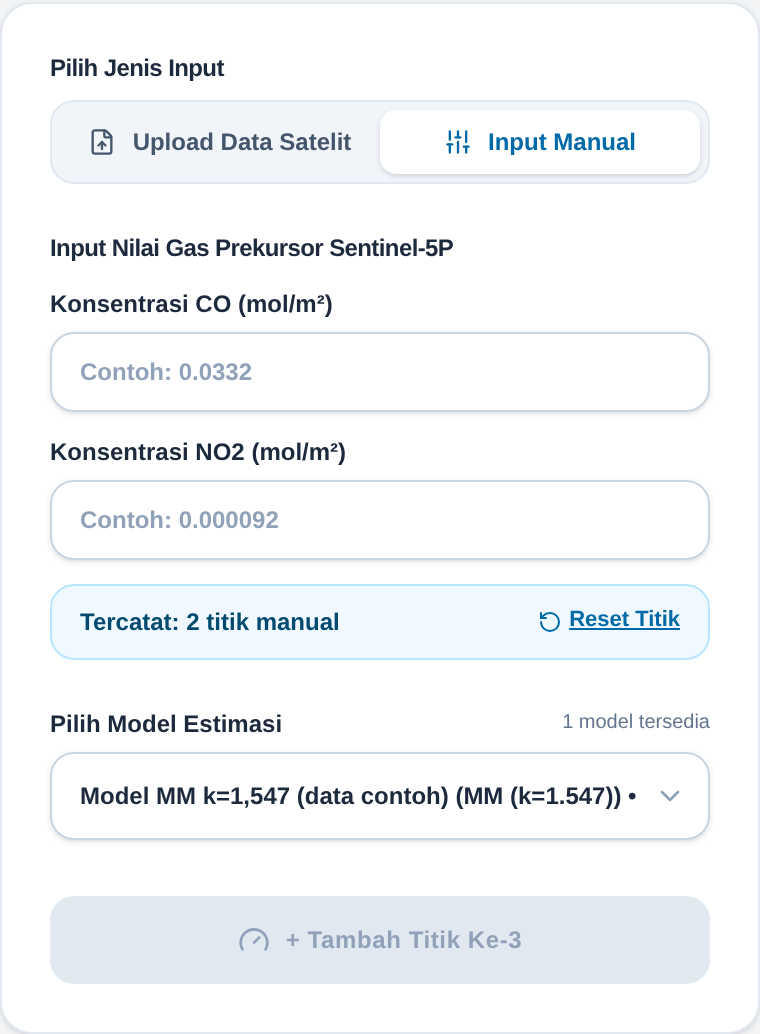 Pilih Jenis Input
Upload Data Satelit
Input Manual
Input Nilai Gas Prekursor Sentinel-5P
Konsentrasi CO (mol/m²)
Contoh: 0.0332
Konsentrasi NO2 (mol/m²)
Contoh: 0.000092
Tercatat: 2 titik manual
Reset Titik
Pilih Model Estimasi
1 model tersedia
Model MM k=1,547 (data contoh) (MM (k=1.547)) •
+ Tambah Titik Ke-3